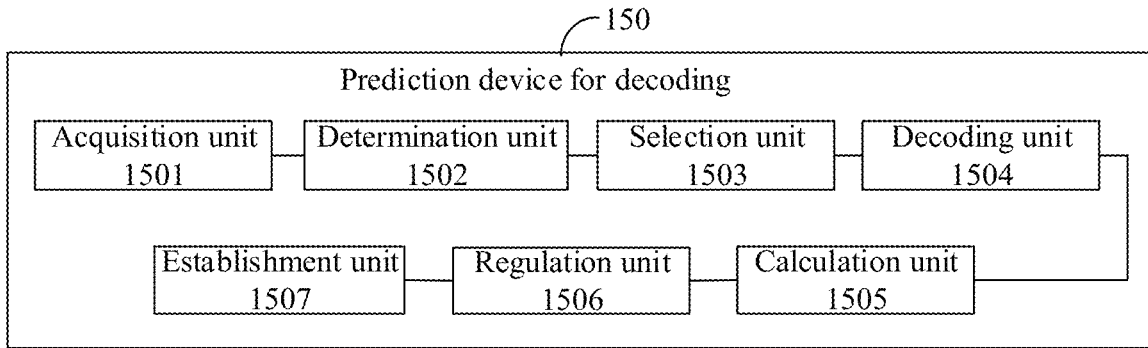 150
Prediction device for decoding
Acquisition unit
1501
Determination unit
1502
Selection unit
1503
Decoding unit
1504
Establishment unit
1507
Regulation unit
1506
Calculation unit
1505